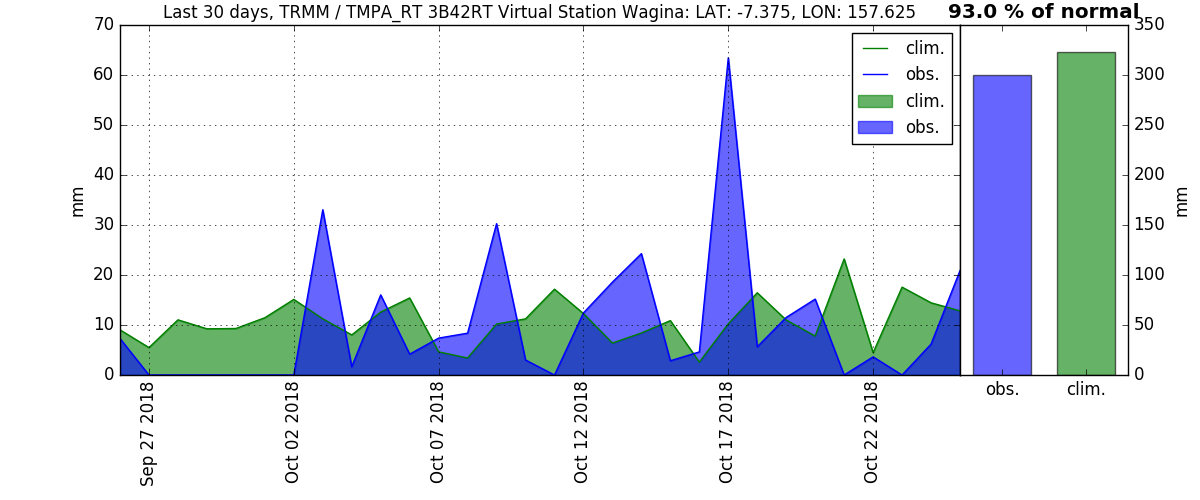 Last 30 days, TRMM / TMPA_RT 3B42RT Virtual Station Wagina: LAT: -7.375, LON: 157.625
93.0 % of normal
70
60
50
40
30
20
10
0
mm
clim.
obs.
clim.
obs.
350
300
250
200
150
100
50
0
mm
obs.
clim.
Sep 27 2018
Oct 02 2018
Oct 07 2018
Oct 12 2018
Oct 17 2018
Oct 22 2018